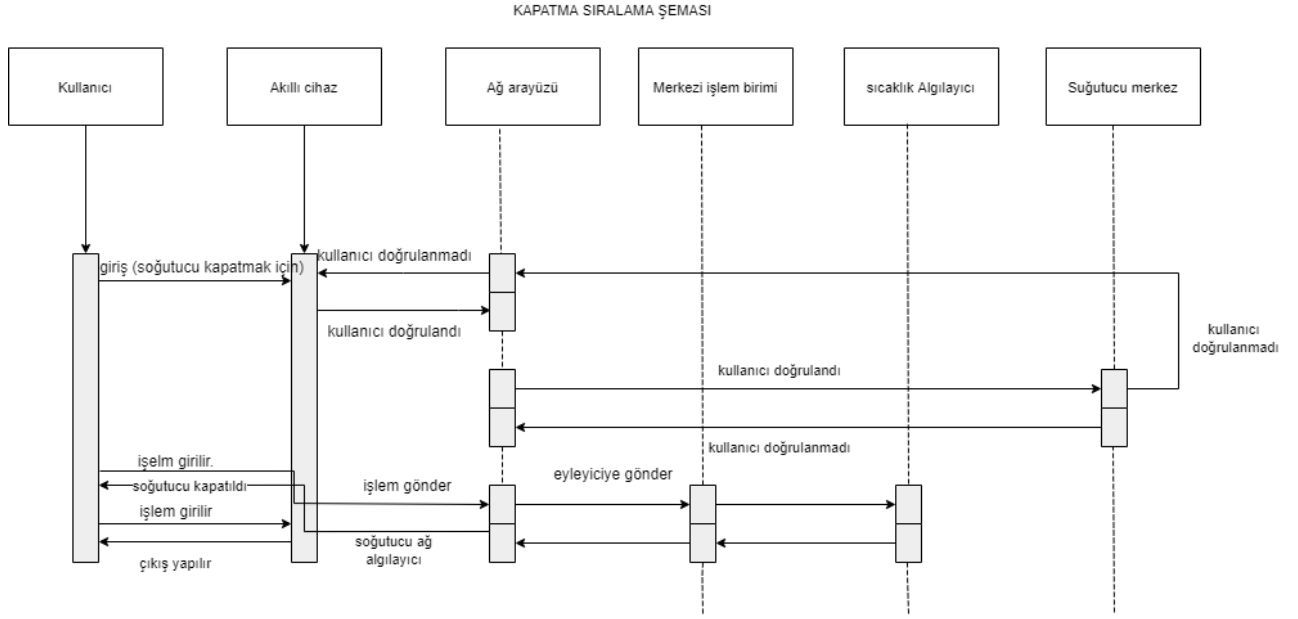 KAPATMA SIRALAMA ŞEMASI
Kullanıcı
Akıllı cihaz
Ağ arayüzü
Merkezi işlem birimi
sıcaklık Algılayıcı
Suğutucu merkez
kullanıcı doğrulanmadı
giriş (soğutucu kapatmak için)
kullanıcı doğrulandı
kullanıcı
doğrulanmadı
kullanıcı doğrulandı
kullanıcı doğrulanmadı
işelm girilir.
eyleyiciye gönder
soğutucu kapatıldı
işlem gönder
işlem girilir
soğutucu ağ
algılayıcı
çıkış yapılır